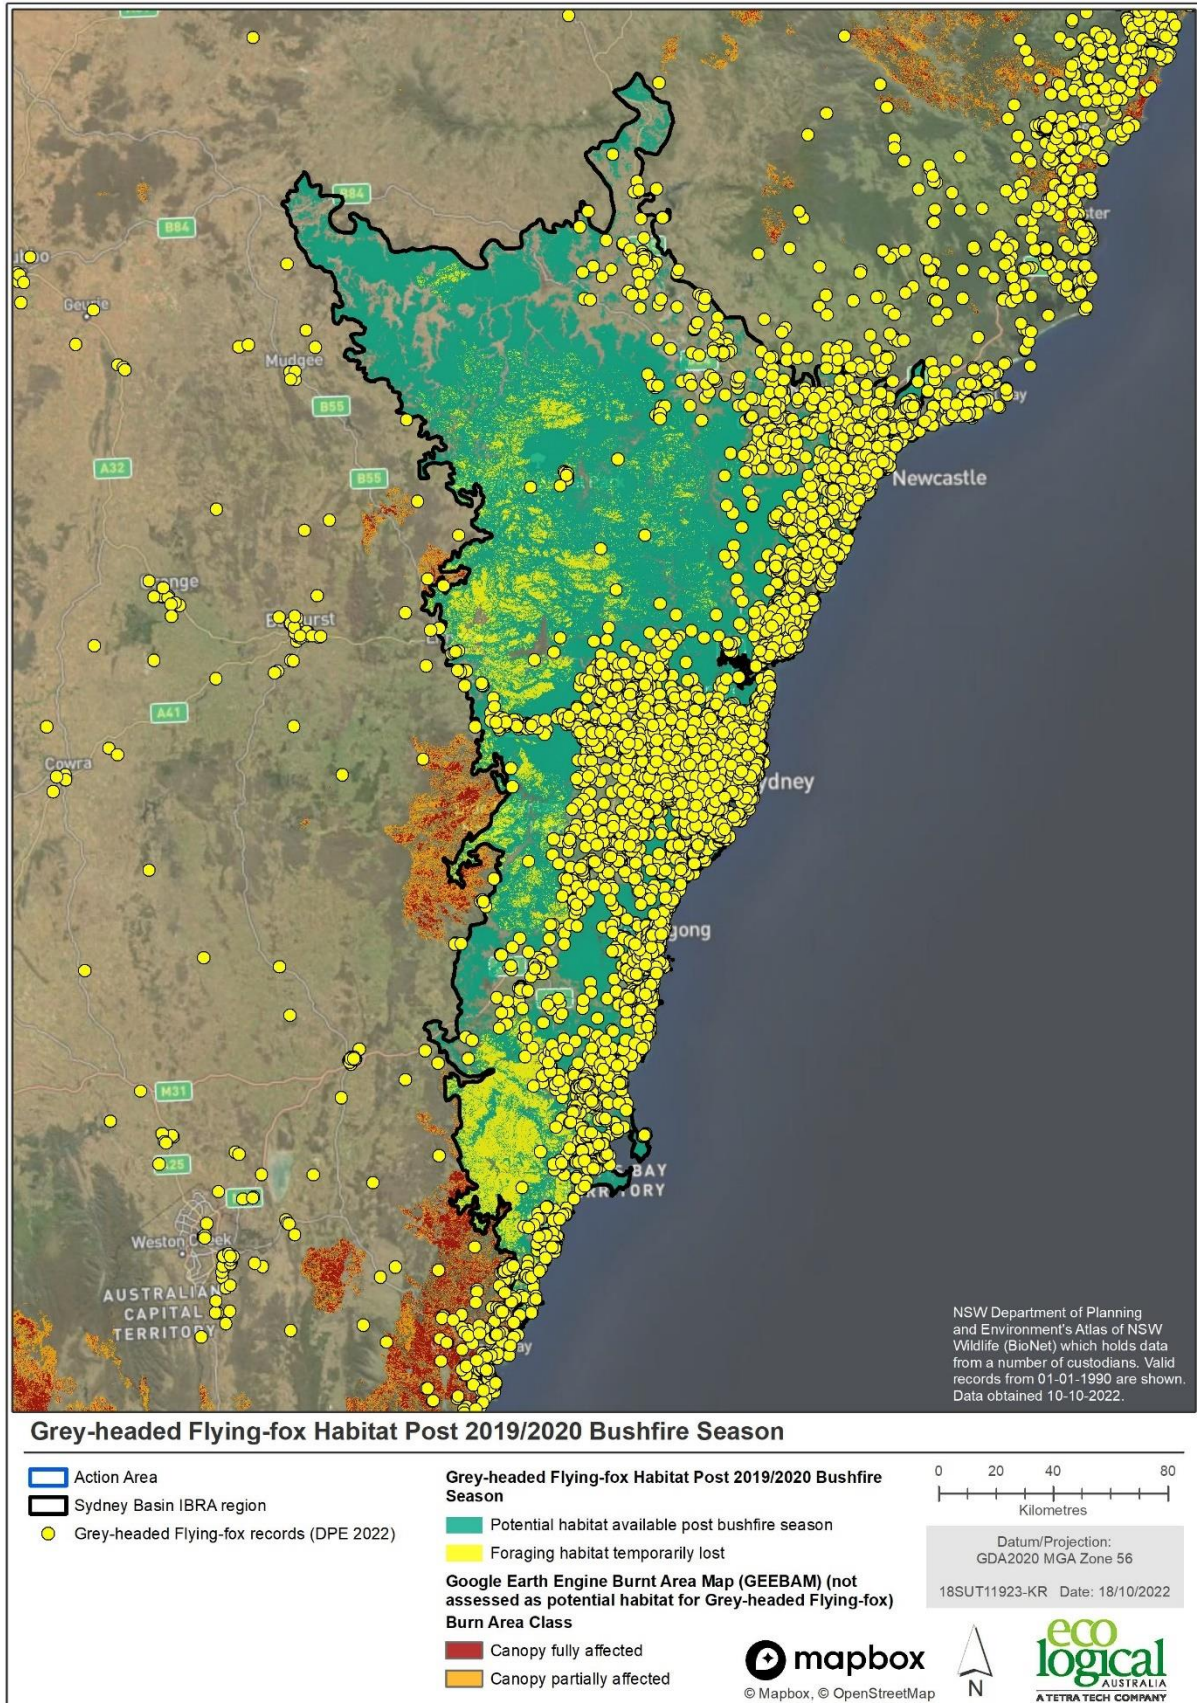 B84
B84
Mudgee
B55
A32
B55
Newcastle
A41
Cowra
gong
M31
BAY
Weston Creek
AUSTRALIAN
CAPITAL
TERRITORY
NSW Department of Planning
and Environment's Atlas of NSW
Wildlife (BioNet) which holds data
from a number of custodians. Valid
records from 01-01-1990 are shown.
Data obtained 10-10-2022.
Grey-headed Flying-fox Habitat Post 2019/2020 Bushfire Season
Action Area
Sydney Basin IBRA region
Grey-headed Flying-fox records (DPE 2022)
Grey-headed Flying-fox Habitat Post 2019/2020 Bushfire
Season
Potential habitat available post bushfire season
Foraging habitat temporarily lost
Google Earth Engine Burnt Area Map (GEEBAM) (not
assessed as potential habitat for Grey-headed Flying-fox)
Burn Area Class
Canopy fully affected
Canopy partially affected
0 20 40 80
Kilometres
Datum/Projection:
GDA2020 MGA Zone 56
18SUT11923-KR Date: 18/10/2022
mapbox
© Mapbox, © OpenStreetMap
N
eco
logical
AUSTRALIA
A TETRA TECH COMPANY